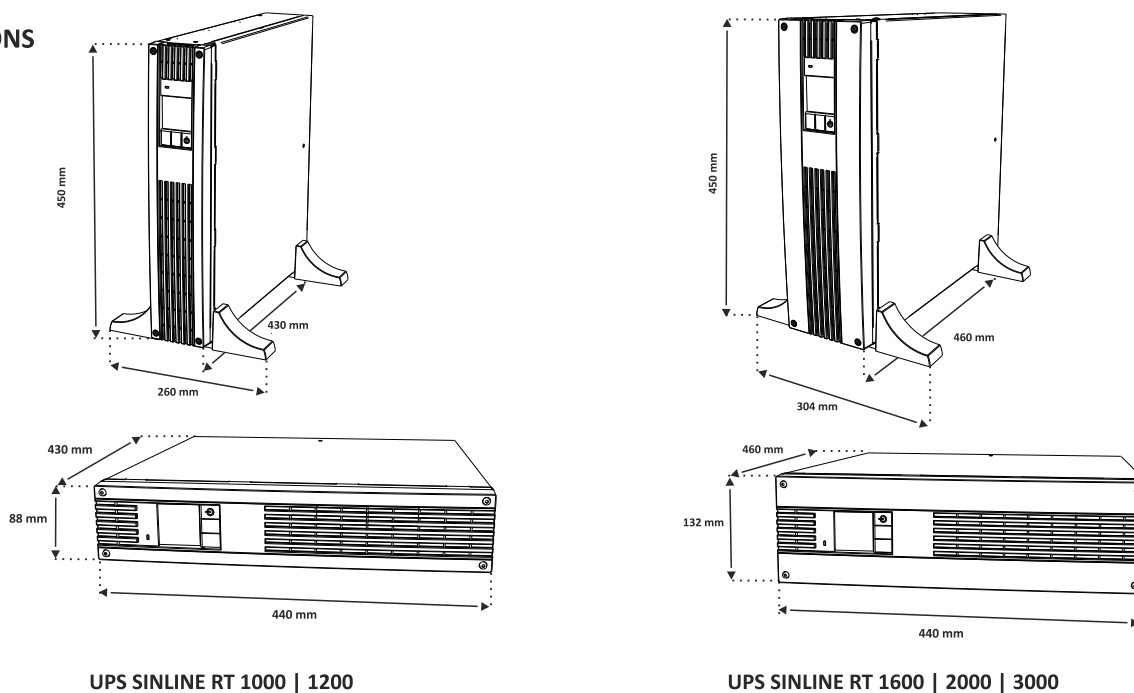 ONS
450 mm
430 mm
260 mm
450 mm
460 mm
304 mm
430 mm
88 mm
440 mm
460 mm
132 mm
440 mm
UPS SINLINE RT 1000 | 1200
UPS SINLINE RT 1600 | 2000 | 3000